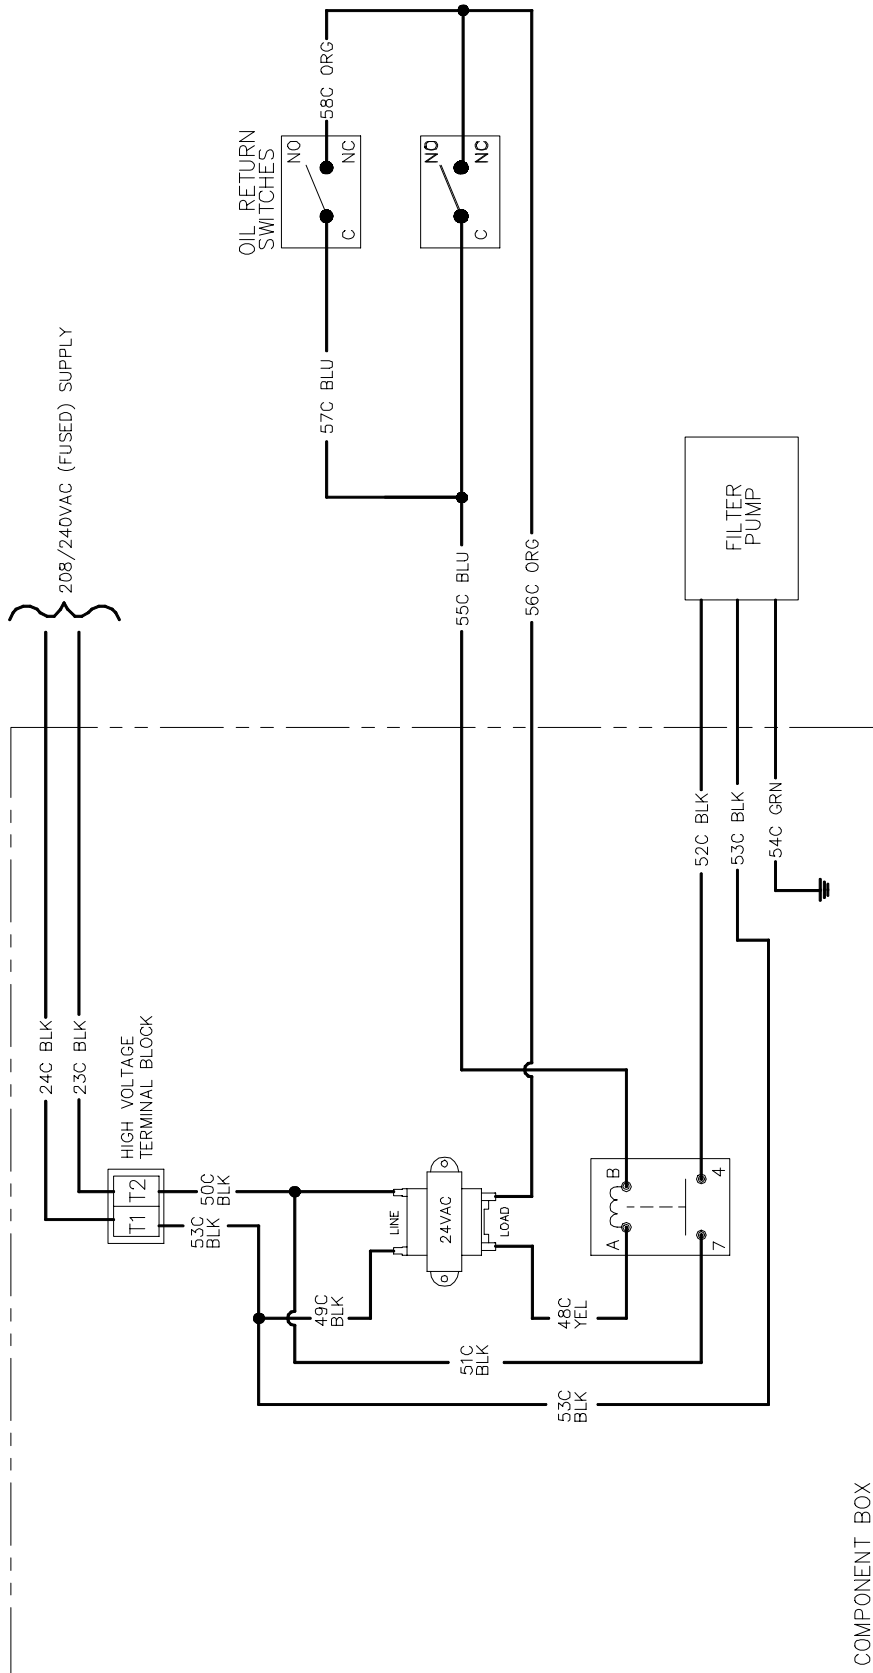 58C ORG
OIL RETURN
SWITCHES
NO
NC
C
NO
NC
C
57C BLU
208/240VAC (FUSED) SUPPLY
55C BLU
56C ORG
FILTER
PUMP
52C BLK
53C BLK
54C GRN
24C BLK
23C BLK
HIGH VOLTAGE
TERMINAL BLOCK
T1
T2
50C
BLK
53C
BLK
LINE
24VAC
LOAD
A
B
7
4
49C
BLK
48C
YEL
51C
BLK
53C
BLK
COMPONENT BOX